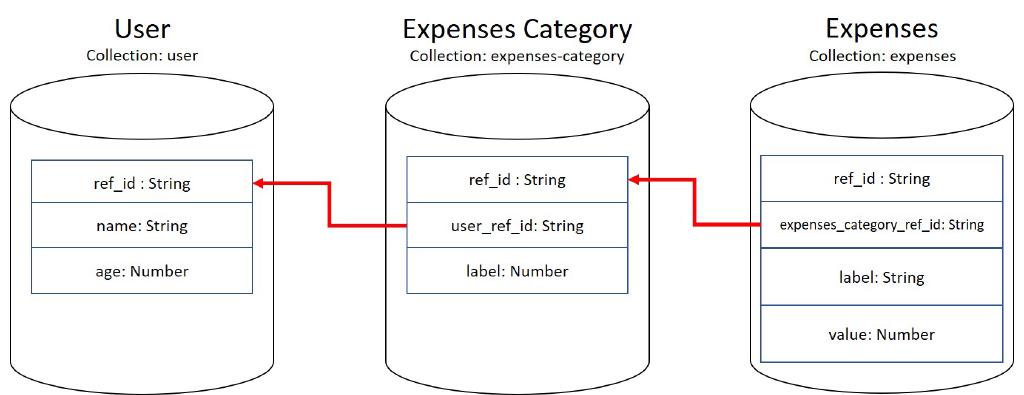 User
Collection: user
ref_id : String
name: String
age: Number
Expenses Category
Collection: expenses-category
ref_id : String
user_ref_id: String
label: Number
Expenses
Collection: expenses
ref_id : String
expenses_category_ref_id: String
label: String
value: Number